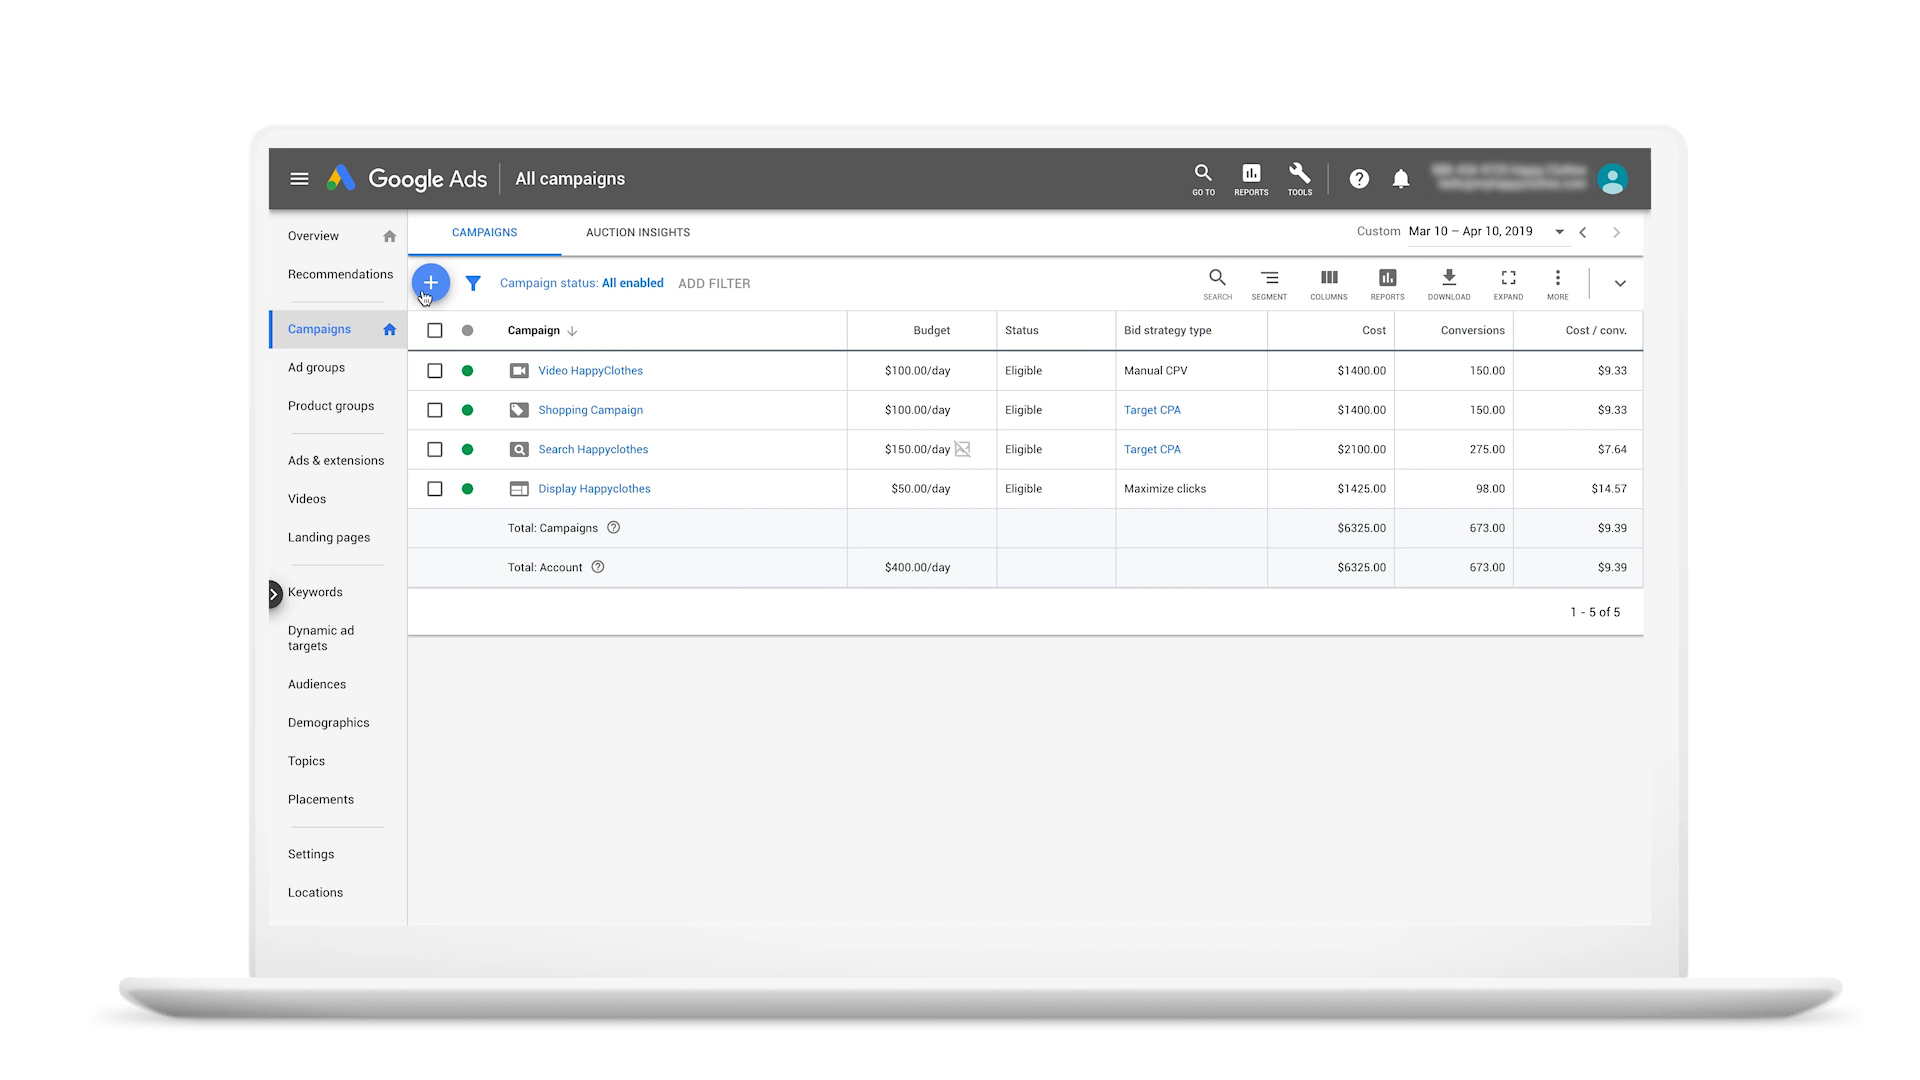 Google Ads
All campaigns
GO TO
REPORTS
TOOLS
Overview
Recommendations
Campaigns
Ad groups
Product groups
Ads & extensions
Videos
Landing pages
Keywords
Dynamic ad
targets
Audiences
Demographics
Topics
Placements
Settings
Locations
CAMPAIGNS
AUCTION INSIGHTS
Custom Mar 10 – Apr 10, 2019
Campaign status: All enabled ADD FILTER
SEARCH
SEGMENT
COLUMNS
REPORTS
DOWNLOAD
EXPAND
MORE
Campaign Budget Status Bid strategy type Cost Conversions Cost / conv.
Video HappyClothes $100.00/day Eligible Manual CPV $1400.00 150.00 $9.33
Shopping Campaign $100.00/day Eligible Target CPA $1400.00 150.00 $9.33
Search Happyclothes $150.00/day Eligible Target CPA $2100.00 275.00 $7.64
Display Happyclothes $50.00/day Eligible Maximize clicks $1425.00 98.00 $14.57
Total: Campaigns $6325.00 673.00 $9.39
Total: Account $400.00/day $6325.00 673.00 $9.39
1 - 5 of 5